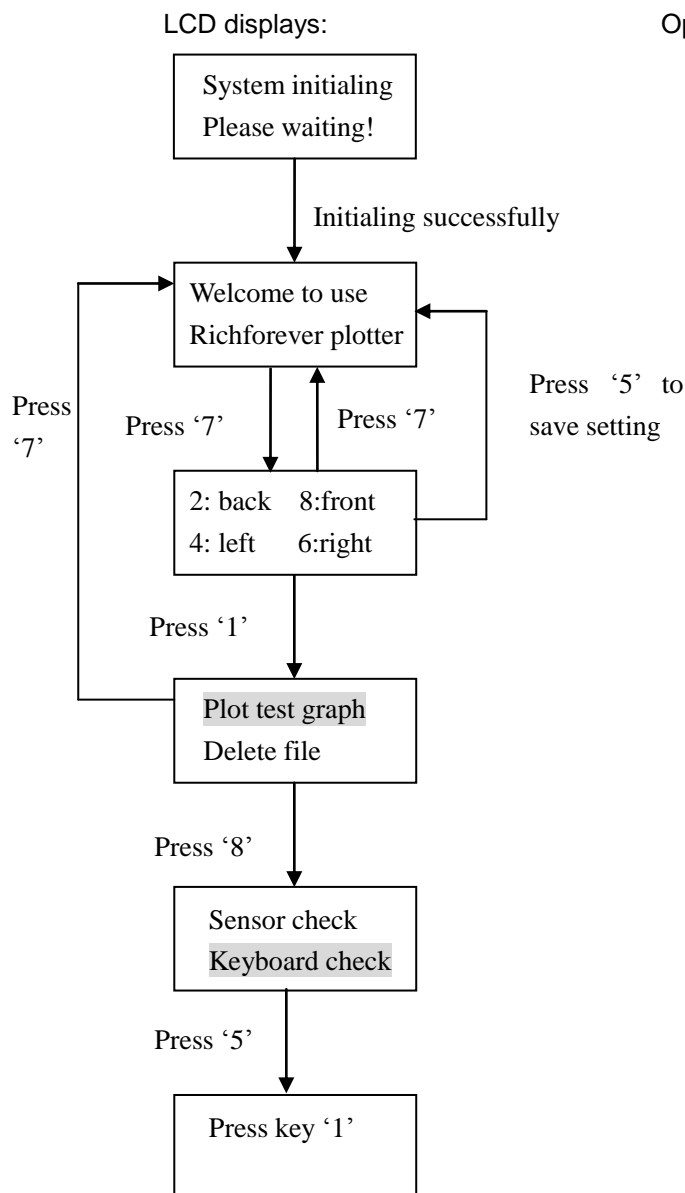 LCD displays:
Op
System initialing
Please waiting!
Initialing successfully
Welcome to use
Richforever plotter
Press
‘7’
Press ‘7’
Press ‘7’
Press ‘5’ to
save setting
2: back 8:front
4: left 6:right
Press ‘1’
Plot test graph
Delete file
Press ‘8’
Sensor check
Keyboard check
Press ‘5’
Press key ‘1’